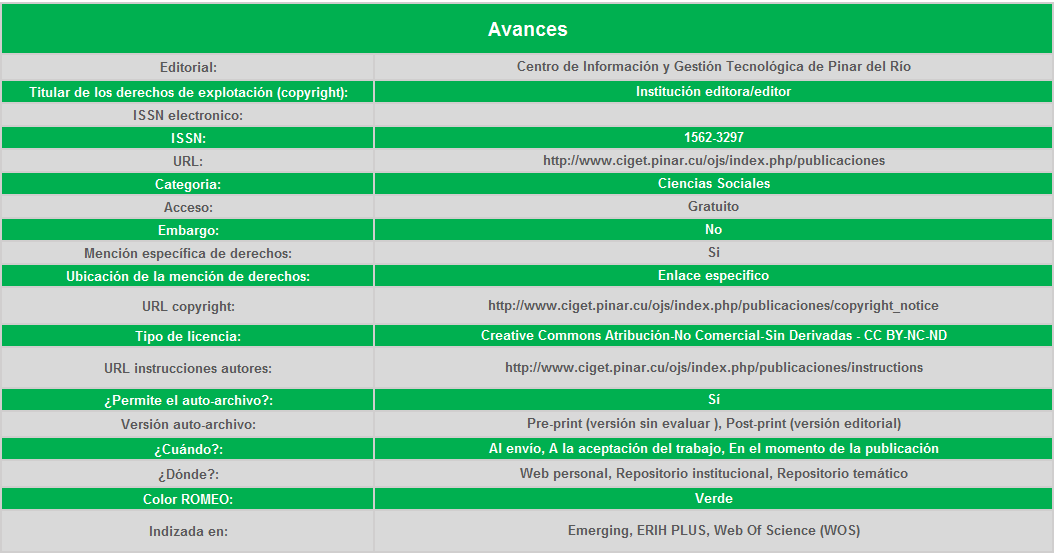 Avances
Editorial: Centro de Información y Gestión Tecnológica de Pinar del Río
Titular de los derechos de explotación (copyright): Institución editora/editor
ISSN electronico:
ISSN: 1562-3297
URL: http://www.ciget.pinar.cu/ojs/index.php/publicaciones
Categoria: Ciencias Sociales
Acceso: Gratuito
Embargo: No
Mención específica de derechos: Sí
Ubicación de la mención de derechos: Enlace específico
URL copyright: http://www.ciget.pinar.cu/ojs/index.php/publicaciones/copyright_notice
Tipo de licencia: Creative Commons Atribución-No Comercial-Sin Derivadas - CC BY-NC-ND
URL instrucciones autores: http://www.ciget.pinar.cu/ojs/index.php/publicaciones/instructions
¿Permite el auto-archivo?: Sí
Versión auto-archivo: Pre-print (versión sin evaluar ), Post-print (versión editorial)
¿Cuándo?: Al envío, A la aceptación del trabajo, En el momento de la publicación
¿Dónde?: Web personal, Repositorio institucional, Repositorio temático
Color ROMEO: Verde
Indizada en: Emerging, ERIH PLUS, Web Of Science (WOS)